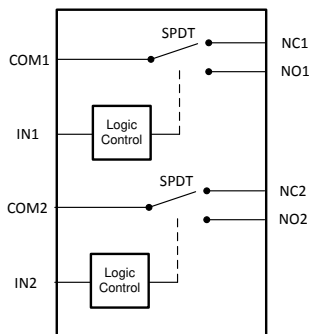 SPDT
NC1
COM1
NO1
IN1
Logic
Control
SPDT
NC2
COM2
NO2
Logic
Control
IN2